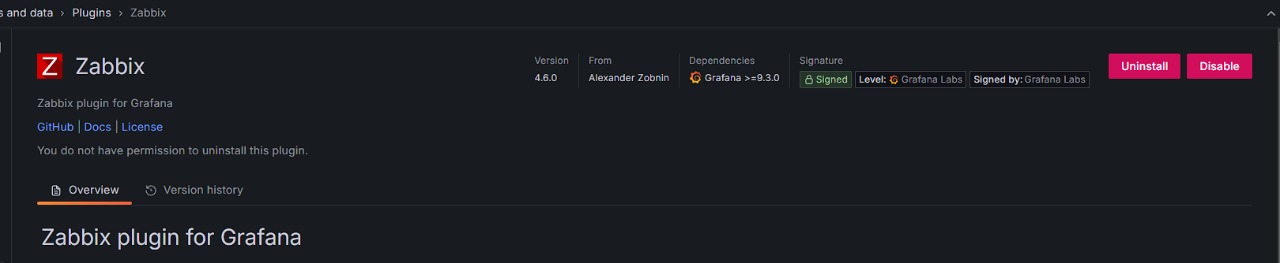 s and data > Plugins > Zabbix
Z Zabbix
Version
4.6.0
From
Alexander Zobnin
Dependencies
Grafana >=9.3.0
Signature
Signed
Level: Grafana Labs
Signed by: Grafana Labs
Uninstall
Disable
Zabbix plugin for Grafana
GitHub | Docs | License
You do not have permission to uninstall this plugin.
Overview
Version history
Zabbix plugin for Grafana